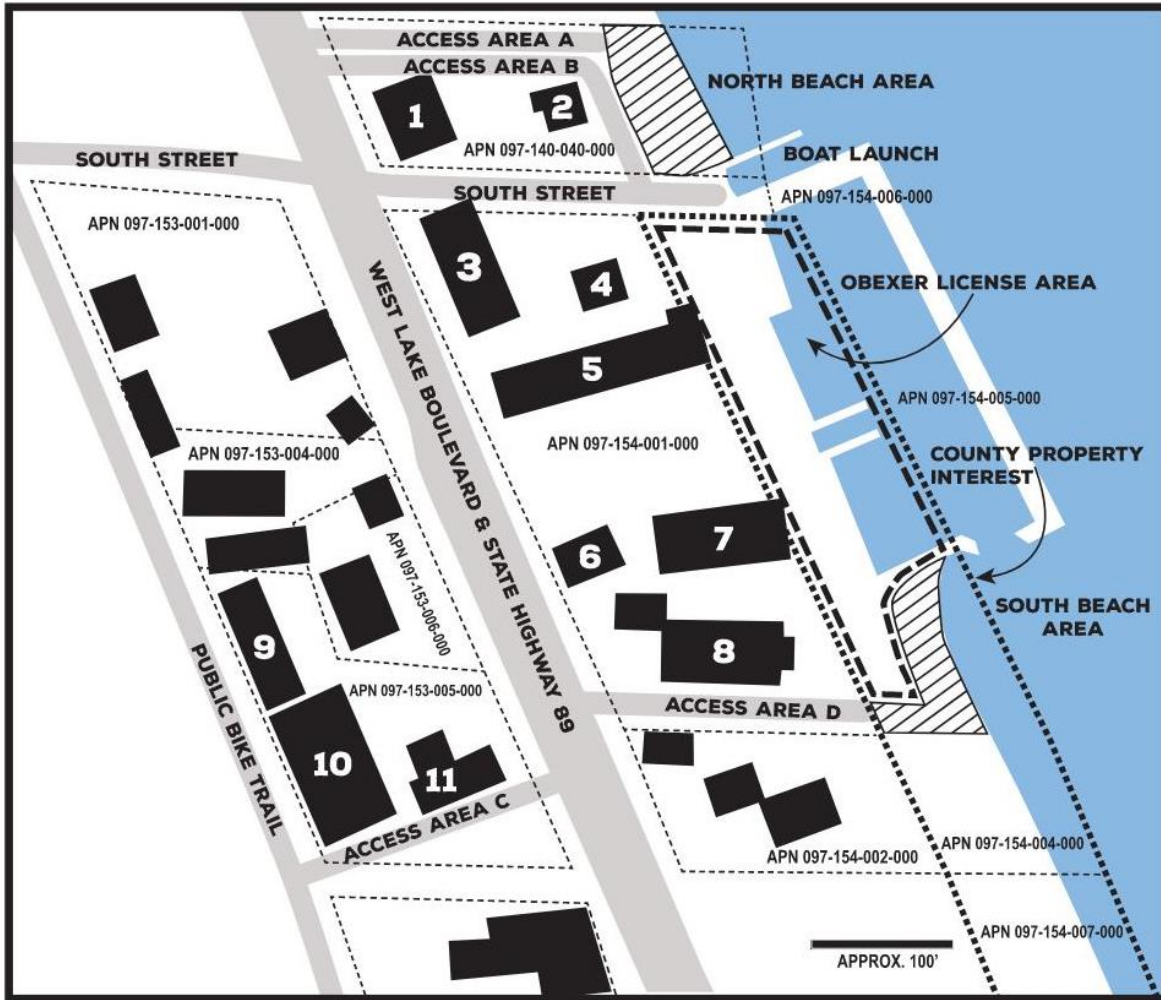 ACCESS AREA A
ACCESS AREA B
NORTH BEACH AREA
1
2
APN 097-140-040-000
BOAT LAUNCH
SOUTH STREET
SOUTH STREET
APN 097-154-006-000
APN 097-153-001-000
3
4
OBEXER LICENSE AREA
WEST LAKE BOULEVARD & STATE HIGHWAY 89
5
APN 097-154-005-000
APN 097-154-001-000
APN 097-153-004-000
COUNTY PROPERTY
INTEREST
6
7
APN 097-153-006-000
SOUTH BEACH
AREA
9
8
PUBLIC BIKE TRAIL
APN 097-153-005-000
ACCESS AREA D
10
11
ACCESS AREA C
APN 097-154-004-000
APN 097-154-002-000
APN 097-154-007-000
APPROX. 100'